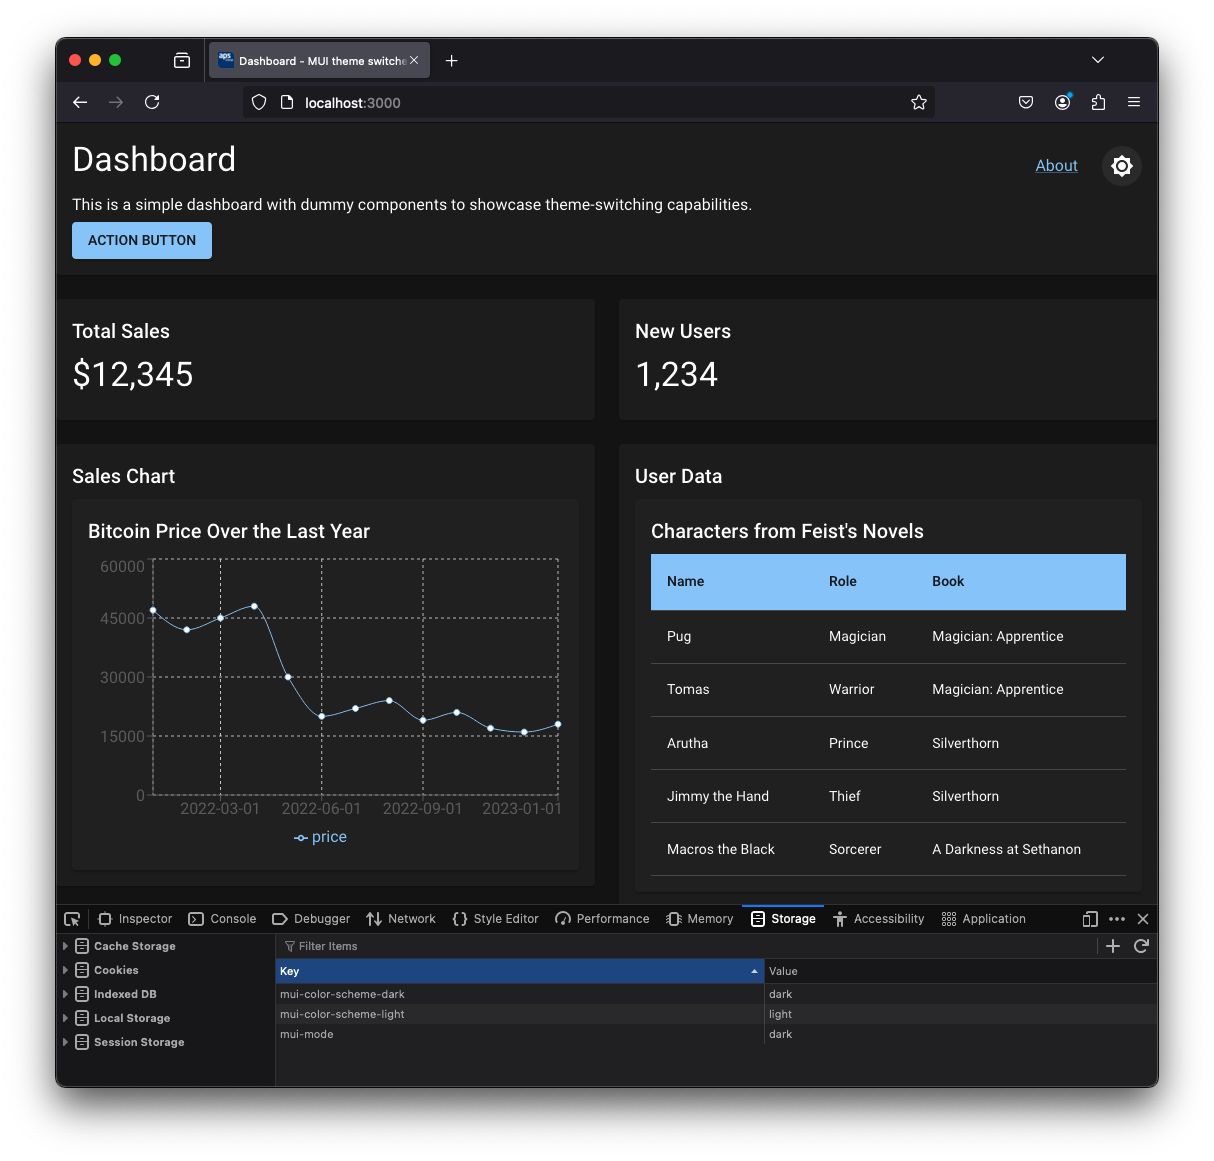 aps
Dashboard - MUI theme switche
localhost:3000
Dashboard
About
This is a simple dashboard with dummy components to showcase theme-switching capabilities.
ACTION BUTTON
Total Sales
$12,345
New Users
1,234
Sales Chart
Bitcoin Price Over the Last Year
60000
45000
30000
15000
0
2022-03-01 2022-06-01 2022-09-01 2023-01-01
price
User Data
Characters from Feist's Novels
Name Role Book
Pug Magician Magician: Apprentice
Tomas Warrior Magician: Apprentice
Arutha Prince Silverthorn
Jimmy the Hand Thief Silverthorn
Macros the Black Sorcerer A Darkness at Sethanon
Inspector Console Debugger Network Style Editor Performance Memory Storage Accessibility Application
Cache Storage
Cookies
Indexed DB
Local Storage
Session Storage
Filter Items
Key Value
mui-color-scheme-dark dark
mui-color-scheme-light light
mui-mode dark